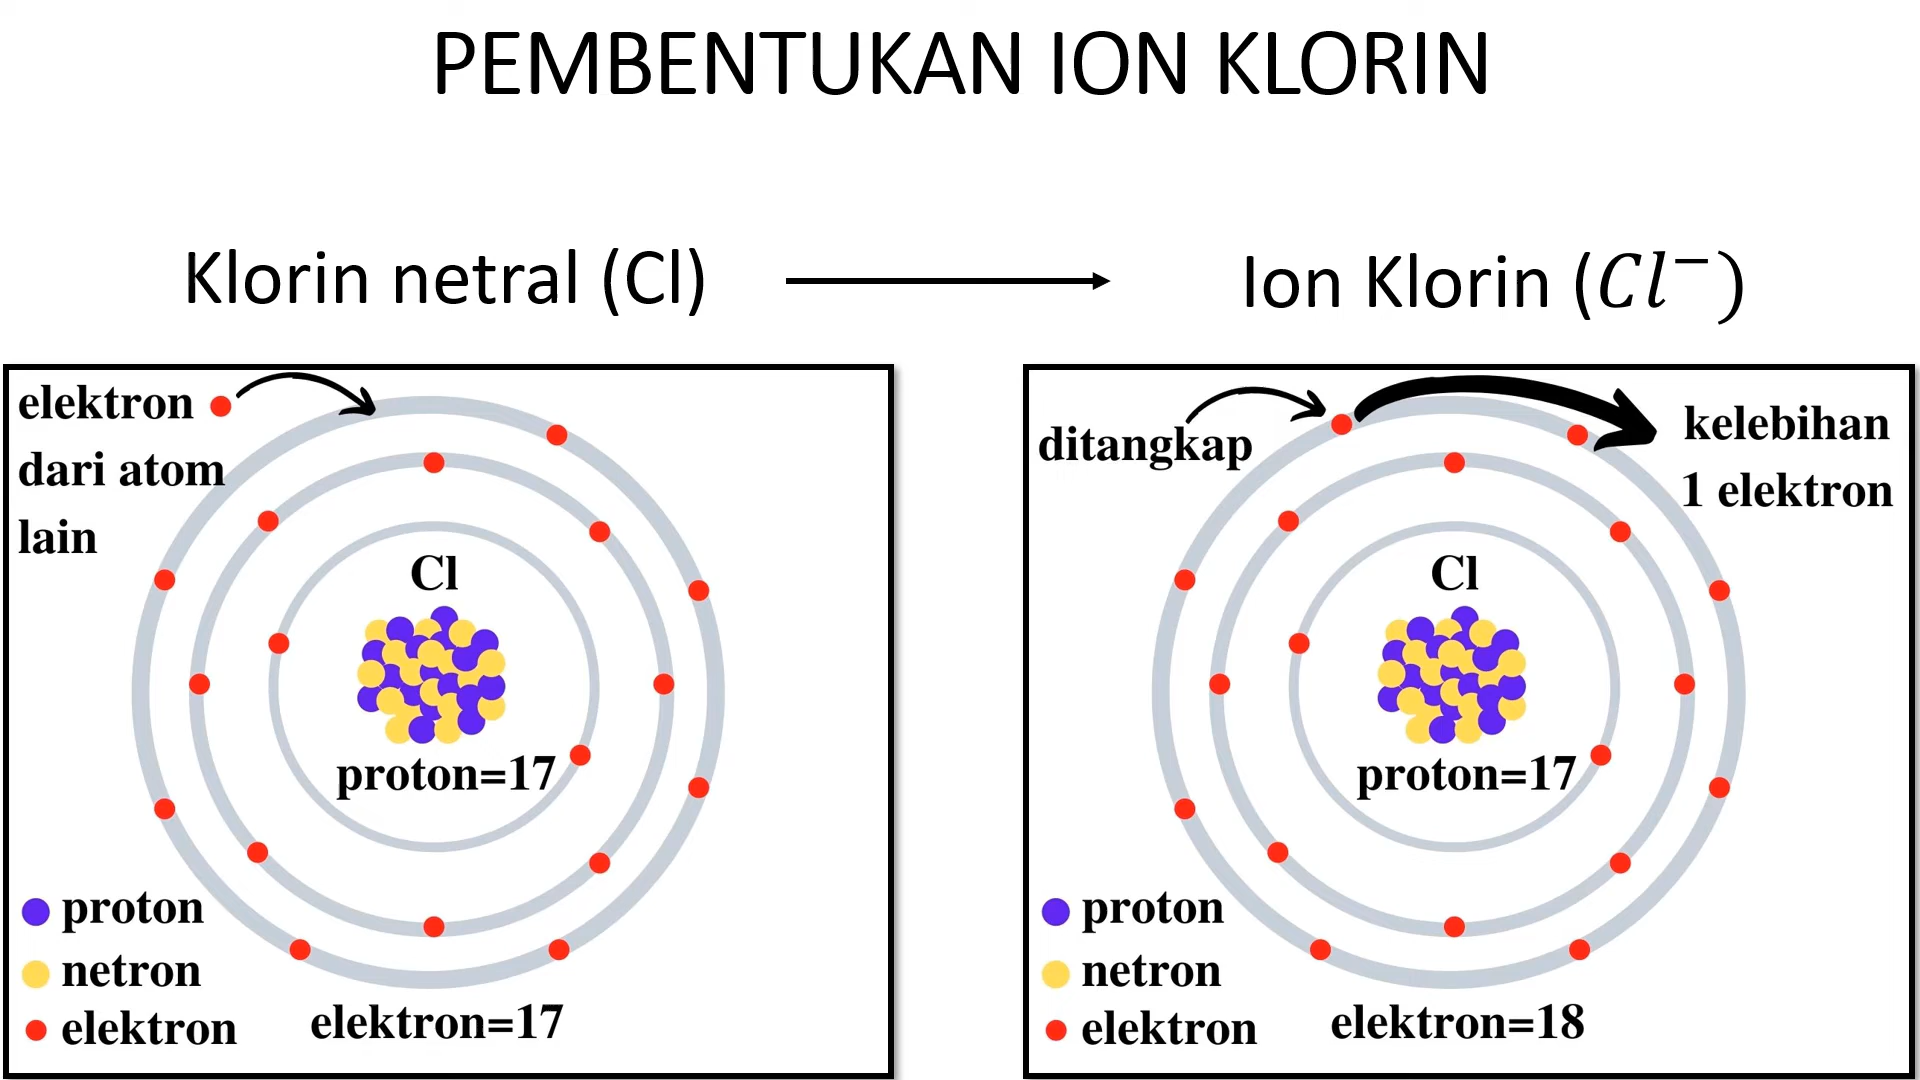 PEMBENTUKAN ION KLORIN
Klorin netral (Cl)
Ion Klorin (Cl⁻)
elektron
dari atom
lain
Cl
proton=17
proton
netron
elektron
elektron=17
ditangkap
kelebihan
1 elektron
Cl
proton=17
proton
netron
elektron
elektron=18